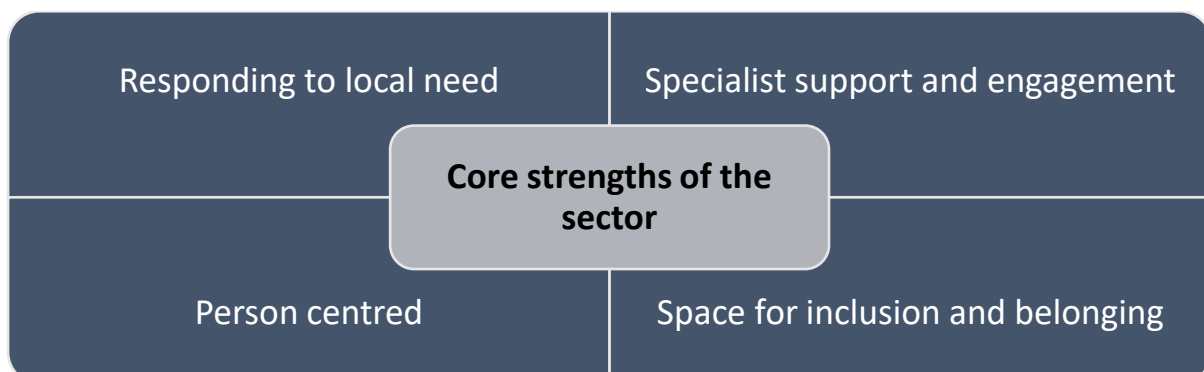 Responding to local need
Specialist support and engagement
Core strengths of the
sector
Person centred
Space for inclusion and belonging